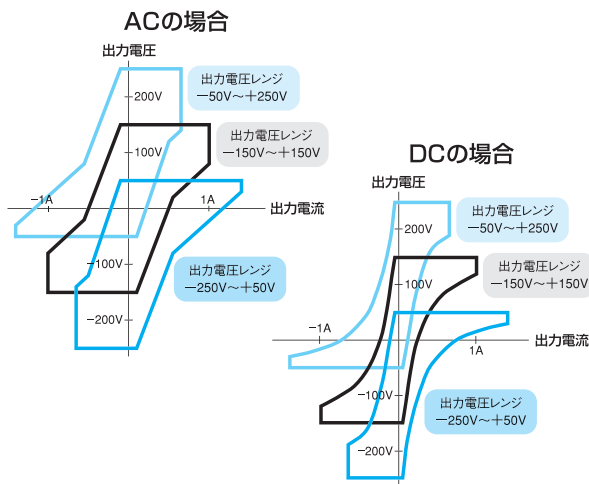 ACの場合
出力電圧
200V
100V
−1A
1A
出力電流
−100V
−200V
出力電圧レンジ
−50V～＋250V
出力電圧レンジ
−150V～＋150V
出力電圧レンジ
−250V～＋50V
DCの場合
出力電圧
200V
100V
−1A
1A
出力電流
−100V
−200V
出力電圧レンジ
−50V～＋250V
出力電圧レンジ
−150V～＋150V
出力電圧レンジ
−250V～＋50V